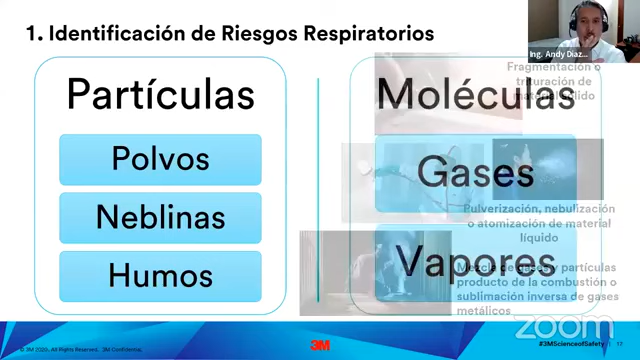 1. Identificación de Riesgos Respiratorios
Ing. Andy Diaz...
Partículas
Polvos
Neblinas
Humos
Moléculas
Gases
Vapores
Fragmentación o
trituración de
material sólido
Pulverización, nebulización
o atomización de material
líquido
Mezcla de gases y partículas
producto de la combustión o
sublimación inversa de gases
metálicos
zoom
© 3M 2020. All Rights Reserved. 3M Confidential.
3M
#3MScienceofSafety | 17